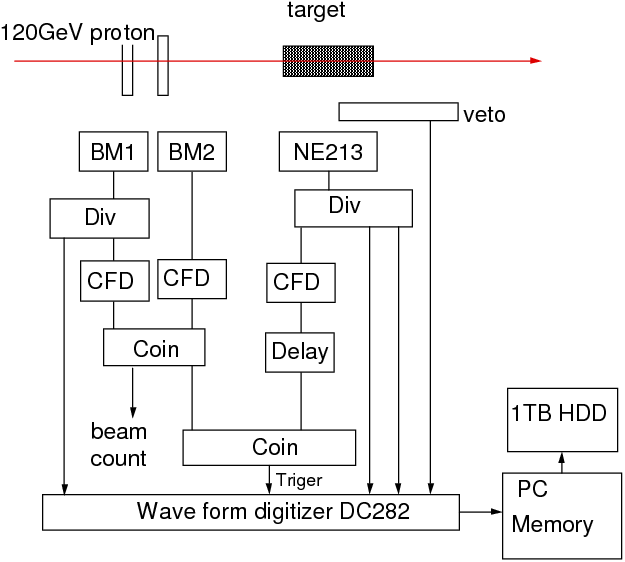 target
120GeV proton
veto
BM1
BM2
NE213
Div
Div
CFD
CFD
CFD
Coin
Delay
beam
count
Coin
Triger
1TB HDD
Wave form digitizer DC282
PC
Memory